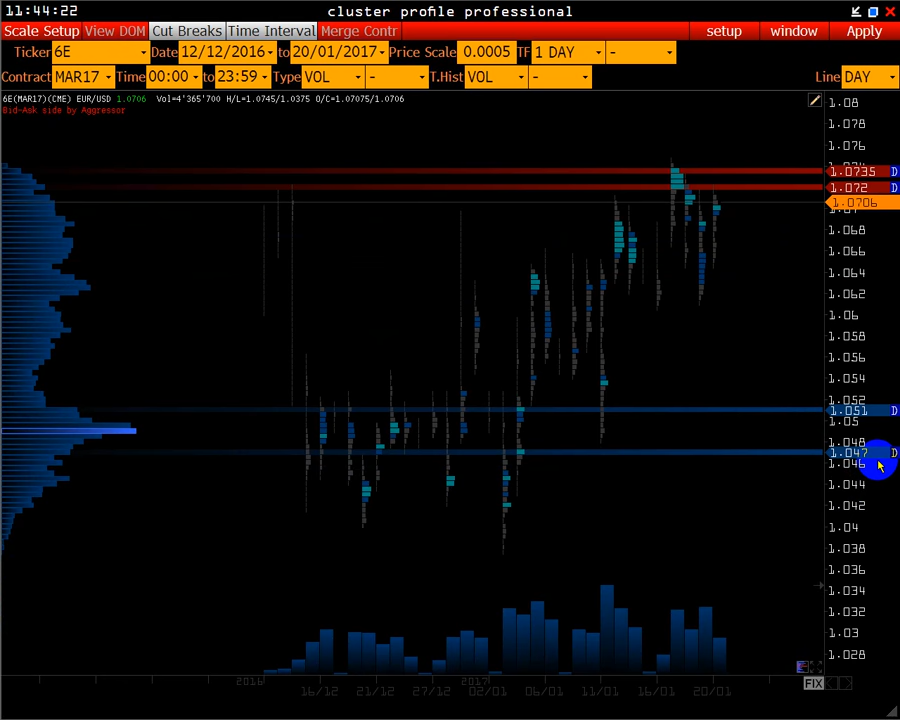 11:44:22 cluster profile professional
Scale Setup View DOM Cut Breaks Time Interval Merge Contr setup window Apply
Ticker 6E Date 12/12/2016 to 20/01/2017 Price Scale 0.0005 TF 1 DAY -
Contract MAR17 Time 00:00 to 23:59 Type VOL - T.Hist VOL - Line DAY
6E(MAR17)(CME) EUR/USD 1.0706 Vol=4'365'700 H/L=1.0745/1.0375 O/C=1.07075/1.0706
Bid-Ask side by Aggressor
1.08
1.078
1.076
1.0735 D
1.072 D
1.0706
1.068
1.066
1.064
1.062
1.06
1.058
1.056
1.054
1.052
1.051 D
1.05
1.048
1.047 D
1.046
1.044
1.042
1.04
1.038
1.036
1.034
1.032
1.03
1.028
FIX
2016 2017
16/12 21/12 27/12 02/01 06/01 11/01 16/01 20/01